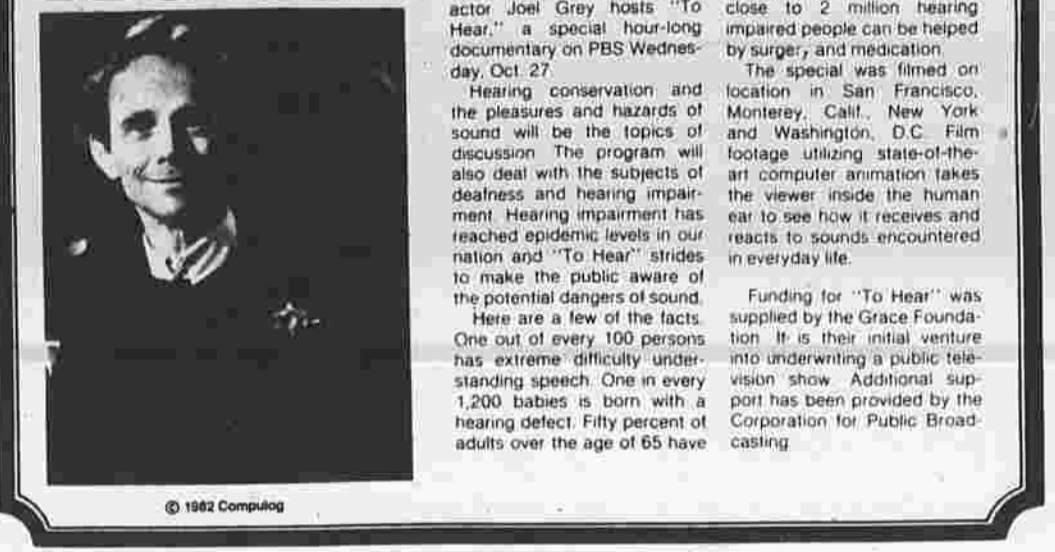 actor Joel Grey hosts "To
Hear," a special hour-long
documentary on PBS Wednes-
day, Oct. 27.
Hearing conservation and
the pleasures and hazards of
sound will be the topics of
discussion. The program will
also deal with the subjects of
deafness and hearing impair-
ment. Hearing impairment has
reached epidemic levels in our
nation and "To Hear" strides
to make the public aware of
the potential dangers of sound.
Here are a few of the facts.
One out of every 100 persons
has extreme difficulty under-
standing speech. One in every
1,200 babies is born with a
hearing defect. Fifty percent of
adults over the age of 65 have
close to 2 million hearing
impaired people can be helped
by surger, and medication.
The special was filmed on
location in San Francisco,
Monterey, Calif., New York
and Washington, D.C. Film
footage utilizing state-of-the-
art computer animation takes
the viewer inside the human
ear to see how it receives and
reacts to sounds encountered
in everyday life.
Funding for "To Hear" was
supplied by the Grace Founda-
tion. It is their initial venture
into underwriting a public tele-
vision show. Additional sup-
port has been provided by the
Corporation for Public Broad-
casting.
© 1982 Compulog